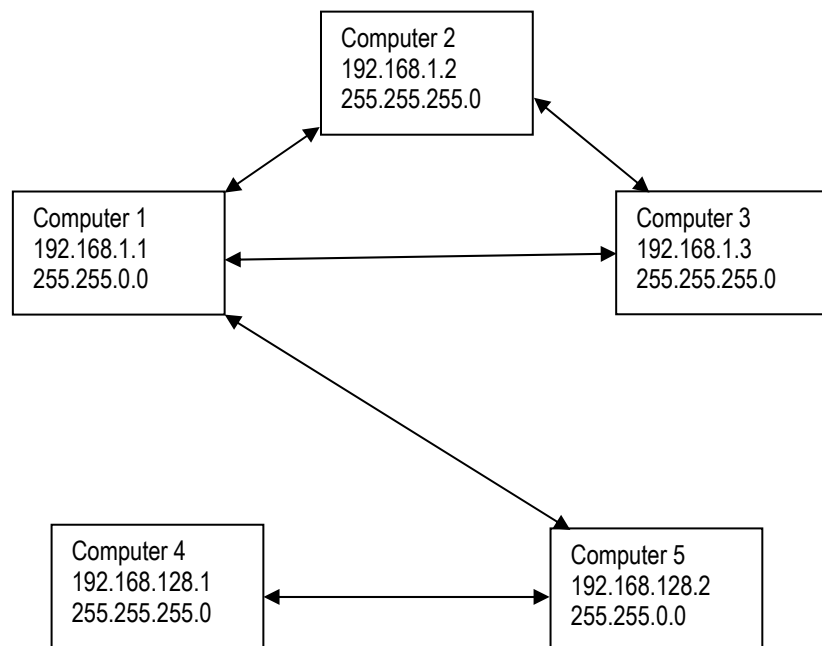 Computer 2
192.168.1.2
255.255.255.0
Computer 1
192.168.1.1
255.255.0.0
Computer 3
192.168.1.3
255.255.255.0
Computer 4
192.168.128.1
255.255.255.0
Computer 5
192.168.128.2
255.255.0.0